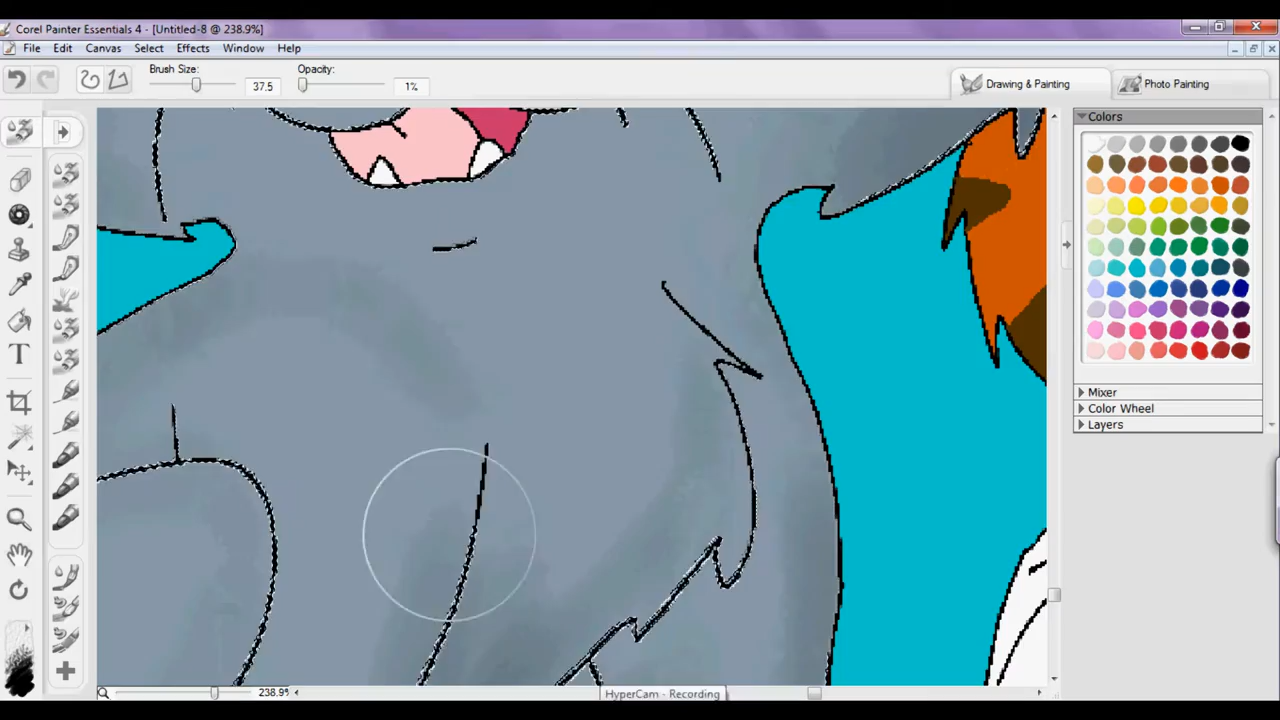 Corel Painter Essentials 4 - [Untitled-8 @ 238.9%]
File Edit Canvas Select Effects Window Help
Brush Size: 37.5 Opacity: 1% Drawing & Painting Photo Painting
Colors
Mixer
Color Wheel
Layers
T
238.9%
HyperCam - Recording